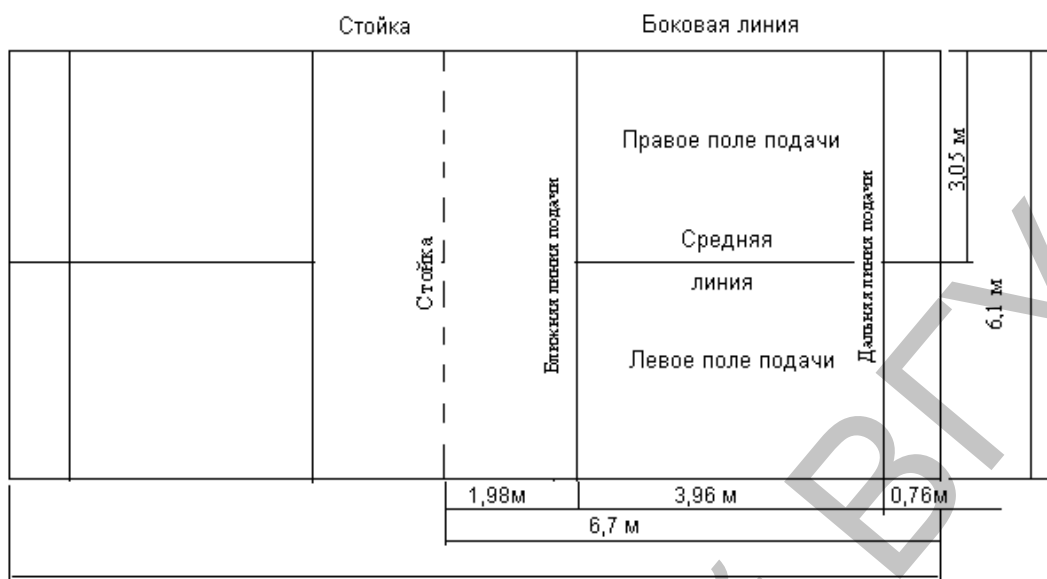 Стойка
Боковая линия
Правое поле подачи
3,05 м
Средняя
линия
Стойка
Ближняя линия подачи
Дальняя линия подачи
6,1 м
Левое поле подачи
1,98м
3,96 м
0,76м
6,7 м
ВГУ